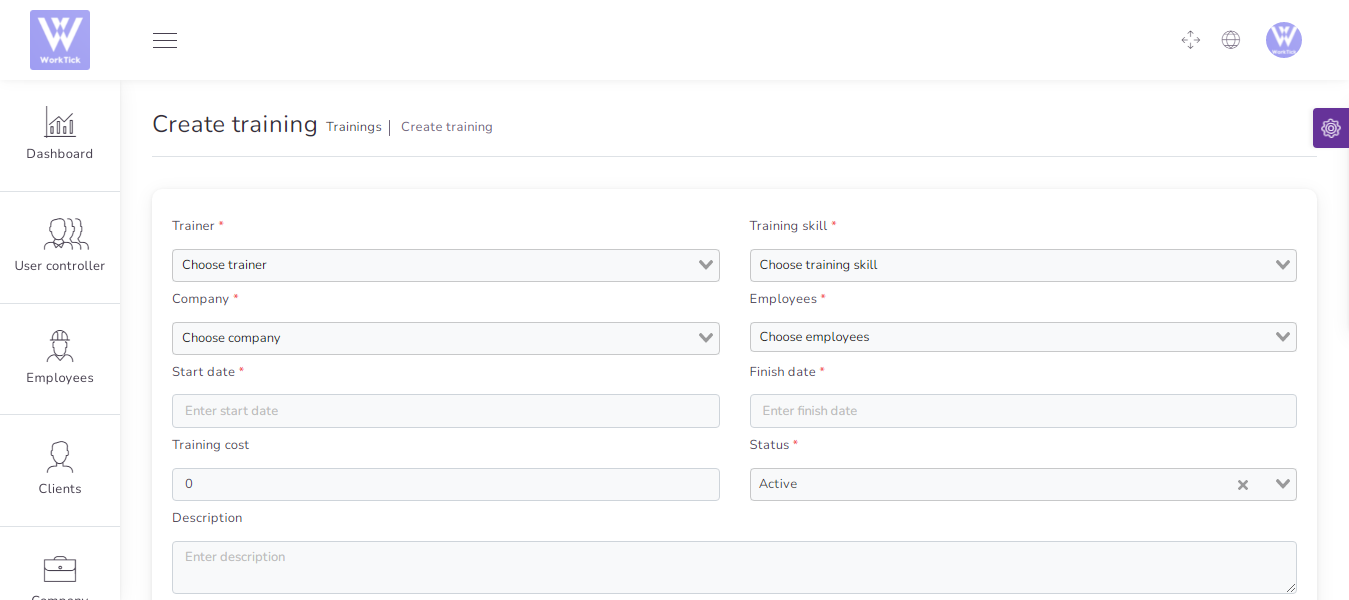 WorkTick
Dashboard
User controller
Employees
Clients
Company
Create training Trainings | Create training
Trainer * Training skill *
Choose trainer Choose training skill
Company * Employees *
Choose company Choose employees
Start date * Finish date *
Enter start date Enter finish date
Training cost Status *
0 Active
Description
Enter description